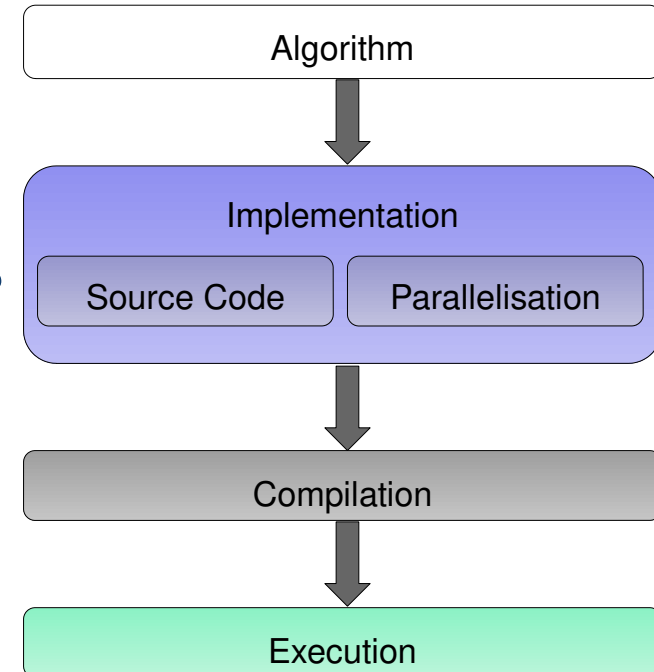 Algorithm
Implementation
Source Code
Parallelisation
Compilation
Execution